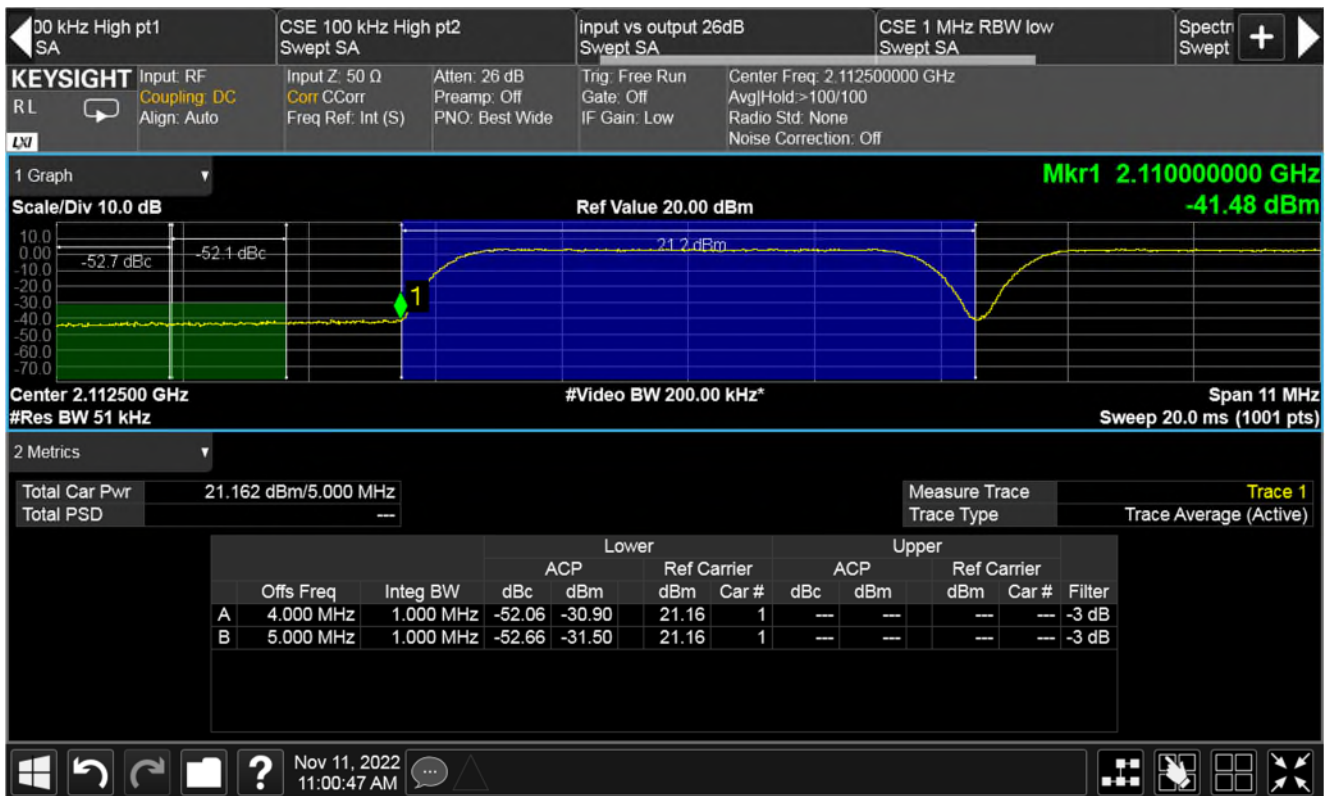 00 kHz High pt1
SA
CSE 100 kHz High pt2
Swept SA
input vs output 26dB
Swept SA
CSE 1 MHz RBW low
Swept SA
Spectr
Swept
+
KEYSIGHT
R L
LXI
Input: RF
Coupling: DC
Align: Auto
Input Z: 50 Ω
Corr CCorr
Freq Ref: Int (S)
Atten: 26 dB
Preamp: Off
PNO: Best Wide
Trig: Free Run
Gate: Off
IF Gain: Low
Center Freq: 2.112500000 GHz
Avg|Hold:>100/100
Radio Std: None
Noise Correction: Off
1 Graph
Mkr1 2.110000000 GHz
Scale/Div 10.0 dB
Ref Value 20.00 dBm
-41.48 dBm
10.0
0.00
-10.0
-20.0
-30.0
-40.0
-50.0
-60.0
-70.0
-52.7 dBc
-52.1 dBc
21.2 dBm
1
Center 2.112500 GHz
#Video BW 200.00 kHz*
Span 11 MHz
#Res BW 51 kHz
Sweep 20.0 ms (1001 pts)
2 Metrics
Total Car Pwr 21.162 dBm/5.000 MHz
Total PSD ---
Measure Trace Trace 1
Trace Type Trace Average (Active)
Lower Upper
ACP Ref Carrier ACP Ref Carrier
Offs Freq Integ BW dBc dBm dBm Car # dBc dBm dBm Car # Filter
A 4.000 MHz 1.000 MHz -52.06 -30.90 21.16 1 --- --- --- --- -3 dB
B 5.000 MHz 1.000 MHz -52.66 -31.50 21.16 1 --- --- --- --- -3 dB
?
Nov 11, 2022
11:00:47 AM